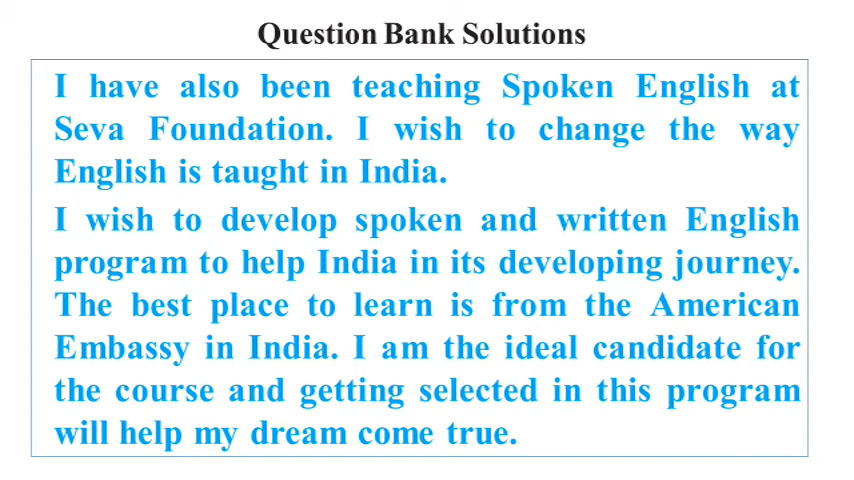 Question Bank Solutions
I have also been teaching Spoken English at
Seva Foundation. I wish to change the way
English is taught in India.
I wish to develop spoken and written English
program to help India in its developing journey.
The best place to learn is from the American
Embassy in India. I am the ideal candidate for
the course and getting selected in this program
will help my dream come true.